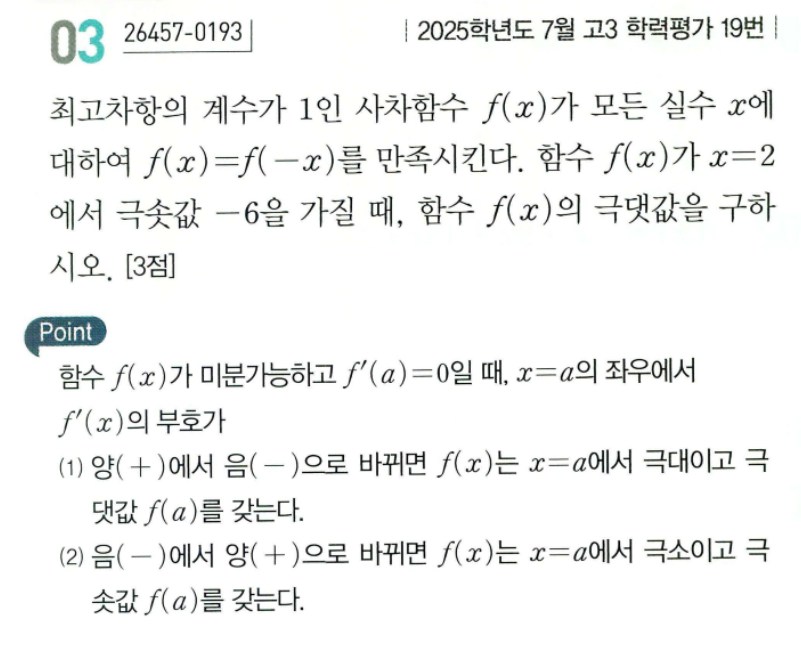 03 26457-0193 | 2025학년도 7월 고3 학력평가 19번 |
최고차항의 계수가 1인 사차함수 f(x)가 모든 실수 x에
대하여 f(x)=f(-x)를 만족시킨다. 함수 f(x)가 x=2
에서 극솟값 -6을 가질 때, 함수 f(x)의 극댓값을 구하
시오. [3점]
Point
함수 f(x)가 미분가능하고 f'(a)=0일 때, x=a의 좌우에서
f'(x)의 부호가
(1) 양(+)에서 음(-)으로 바뀌면 f(x)는 x=a에서 극대이고 극
댓값 f(a)를 갖는다.
(2) 음(-)에서 양(+)으로 바뀌면 f(x)는 x=a에서 극소이고 극
솟값 f(a)를 갖는다.